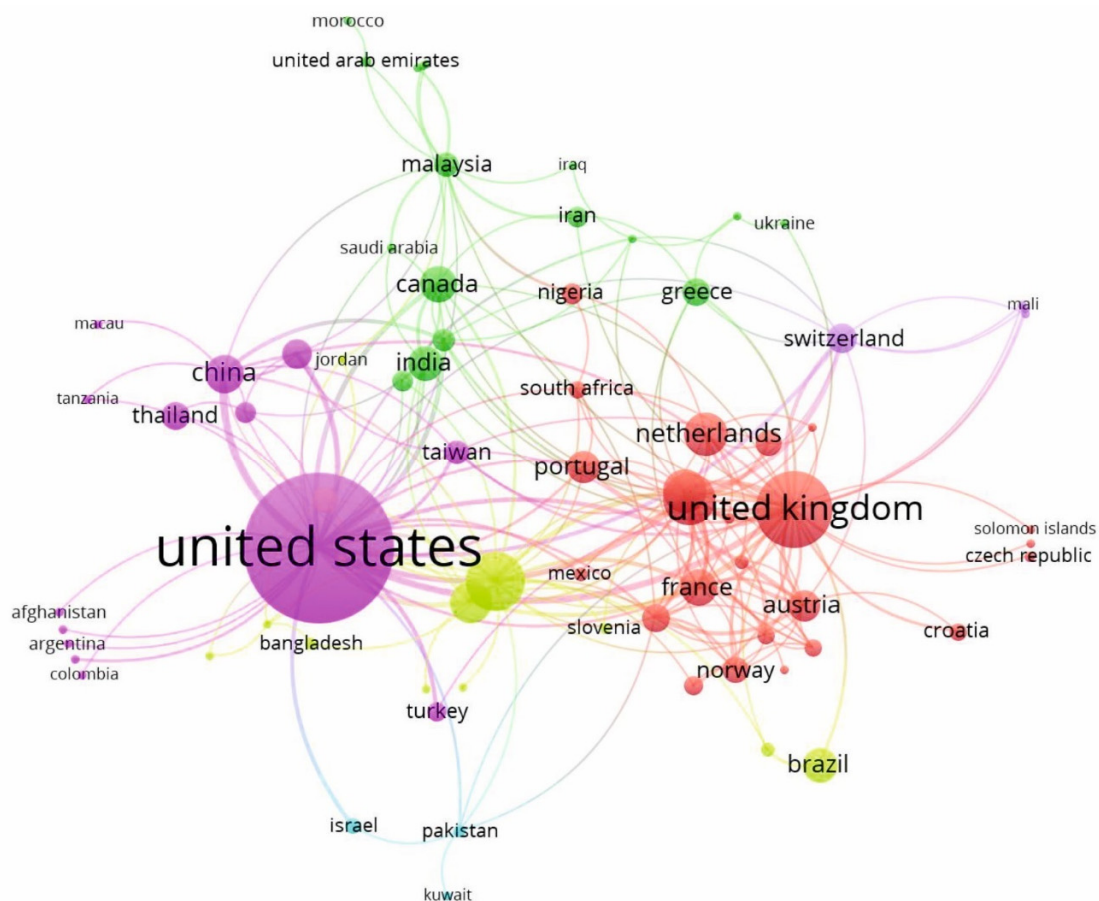 morocco
united arab emirates
malaysia
iraq
iran
ukraine
saudi arabia
canada
nigeria
greece
mali
macau
switzerland
china
jordan
india
tanzania
thailand
south africa
taiwan
netherlands
portugal
united kingdom
solomon islands
united states
czech republic
mexico
france
afghanistan
austria
argentina
bangladesh
slovenia
croatia
colombia
norway
turkey
brazil
israel
pakistan
kuwait